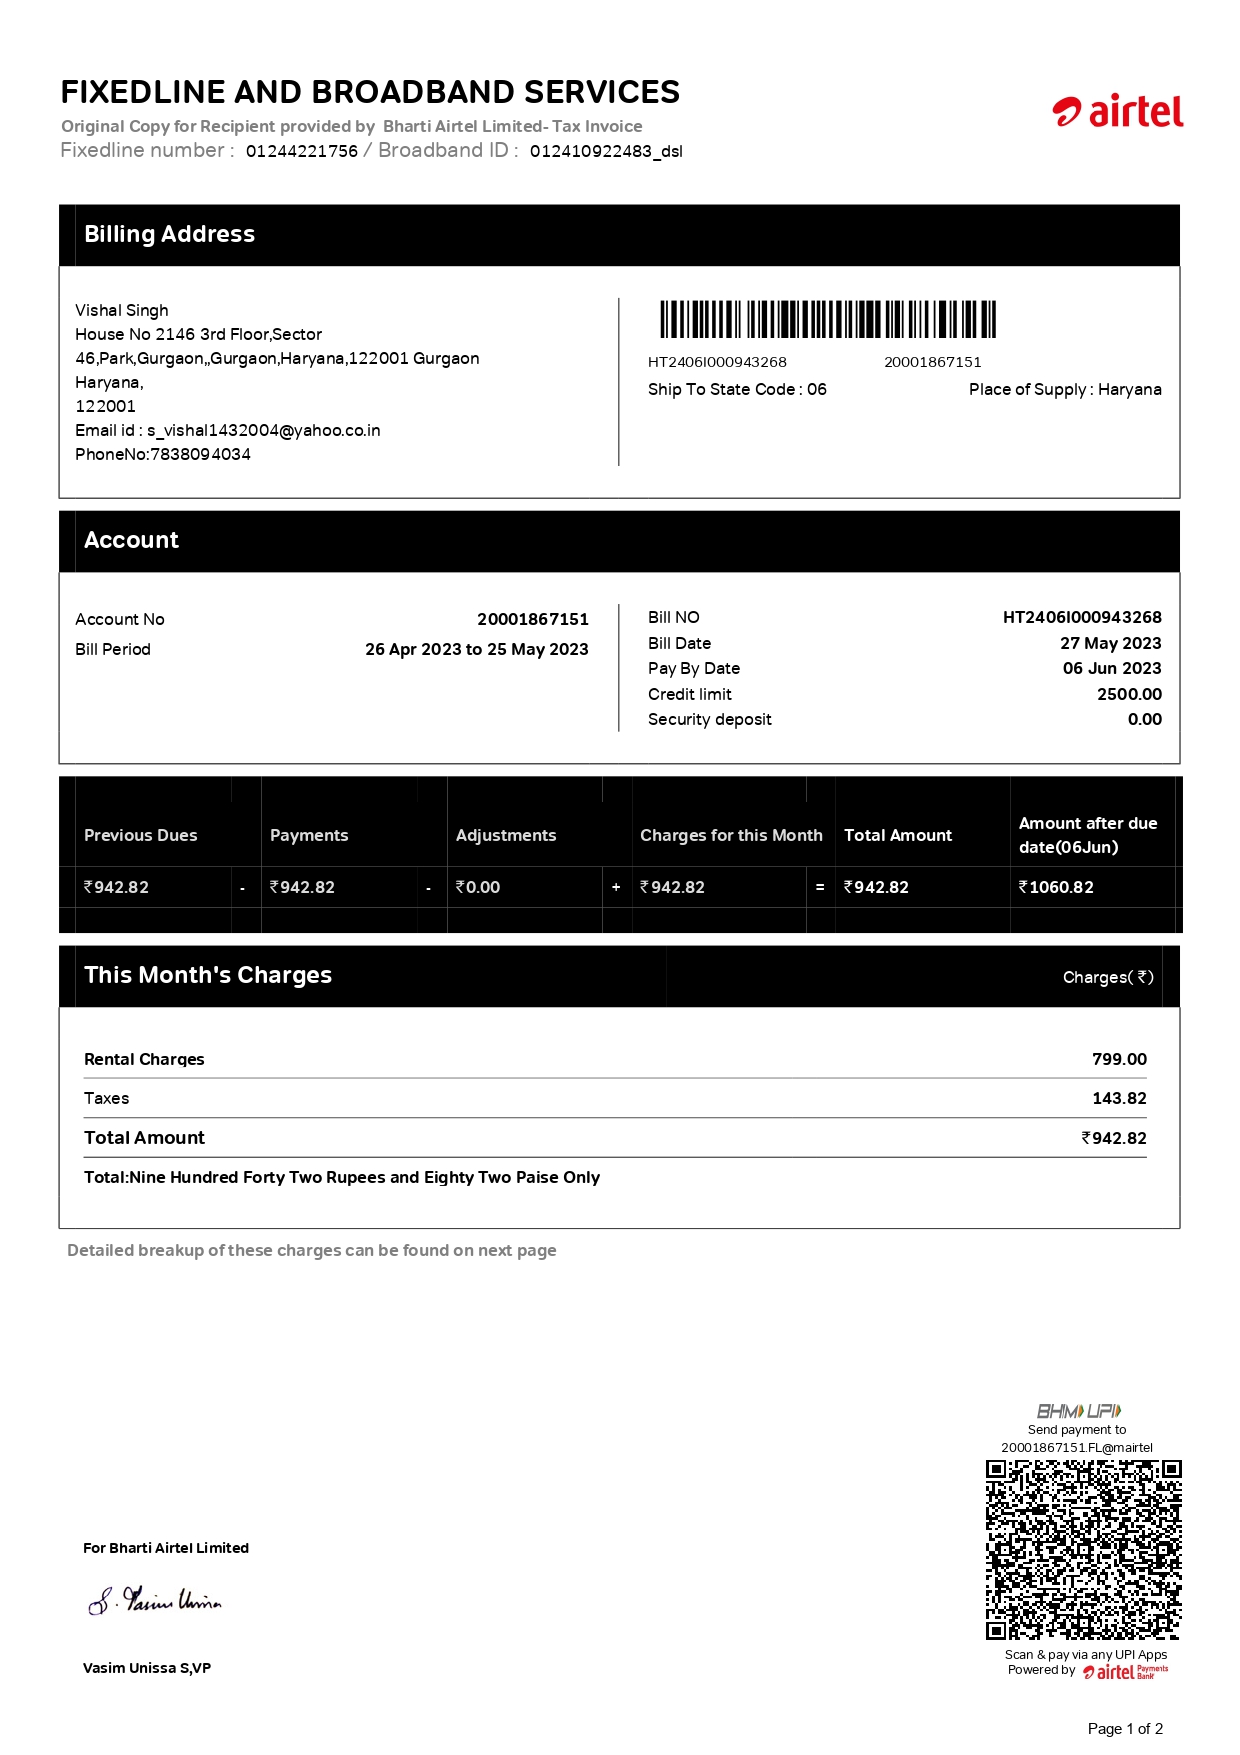 FIXEDLINE AND BROADBAND SERVICES
airtel
Original Copy for Recipient provided by Bharti Airtel Limited- Tax Invoice
Fixedline number : 01244221756 / Broadband ID : 012410922483_dsl
Billing Address
Vishal Singh
House No 2146 3rd Floor,Sector
46,Park,Gurgaon,,Gurgaon,Haryana,122001 Gurgaon
Haryana,
122001
Email id : s_vishal1432004@yahoo.co.in
PhoneNo:7838094034
HT2406I000943268 20001867151
Ship To State Code : 06 Place of Supply : Haryana
Account
Account No 20001867151
Bill Period 26 Apr 2023 to 25 May 2023
Bill NO HT2406I000943268
Bill Date 27 May 2023
Pay By Date 06 Jun 2023
Credit limit 2500.00
Security deposit 0.00
Previous Dues Payments Adjustments Charges for this Month Total Amount Amount after due
date(06Jun)
₹942.82 - ₹942.82 - ₹0.00 + ₹942.82 = ₹942.82 ₹1060.82
This Month's Charges Charges( ₹)
Rental Charges 799.00
Taxes 143.82
Total Amount ₹942.82
Total:Nine Hundred Forty Two Rupees and Eighty Two Paise Only
Detailed breakup of these charges can be found on next page
BHIM UPI
Send payment to
20001867151.FL@mairtel
For Bharti Airtel Limited
S. Vasim Unissa
Vasim Unissa S,VP
Scan & pay via any UPI Apps
Powered by airtel Payments Bank
Page 1 of 2